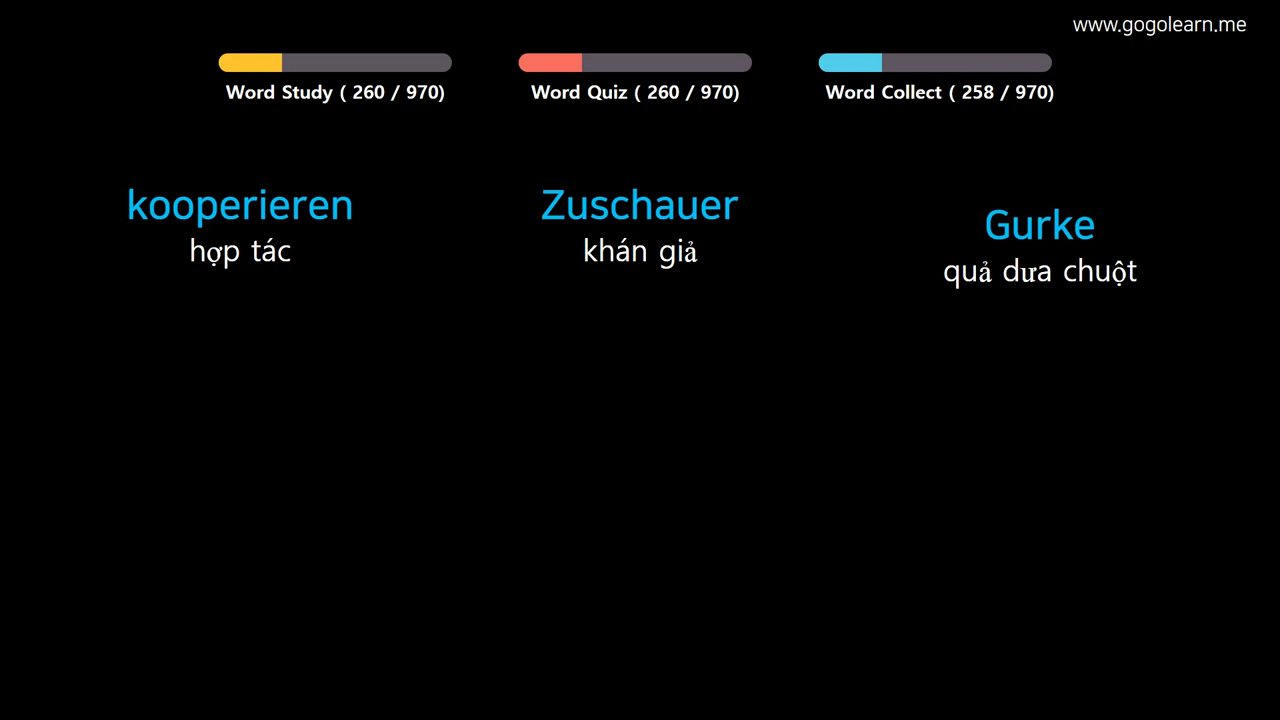 www.gogolearn.me
Word Study ( 260 / 970)
Word Quiz ( 260 / 970)
Word Collect ( 258 / 970)
kooperieren
hợp tác
Zuschauer
khán giả
Gurke
quả dưa chuột